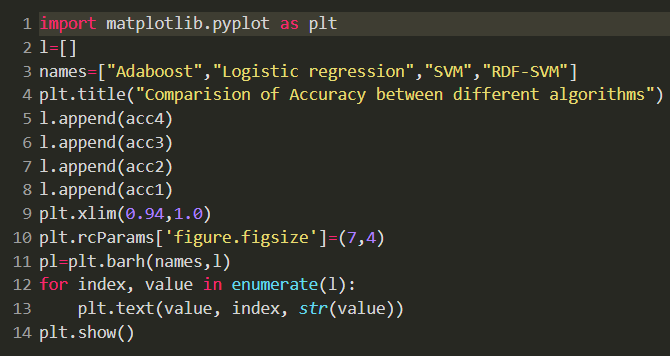 1 import matplotlib.pyplot as plt
2 l=[]
3 names=["Adaboost","Logistic regression","SVM","RDF-SVM"]
4 plt.title("Comparision of Accuracy between different algorithms")
5 l.append(acc4)
6 l.append(acc3)
7 l.append(acc2)
8 l.append(acc1)
9 plt.xlim(0.94,1.0)
10 plt.rcParams['figure.figsize']=(7,4)
11 pl=plt.barh(names,l)
12 for index, value in enumerate(l):
13     plt.text(value, index, str(value))
14 plt.show()